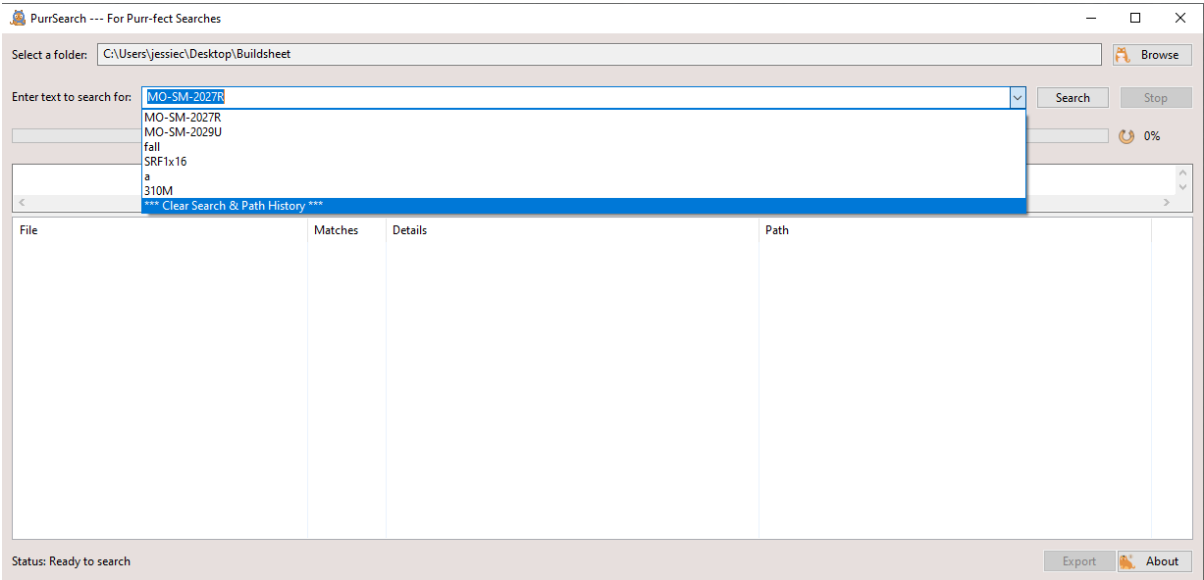 PurrSearch --- For Purr-fect Searches
Select a folder: C:\Users\jessiec\Desktop\Buildsheet Browse
Enter text to search for: MO-SM-2027R Search Stop
MO-SM-2027R
MO-SM-2029U
0%
fall
SRF1x16
a
310M
*** Clear Search & Path History ***
File Matches Details Path
Status: Ready to search Export About